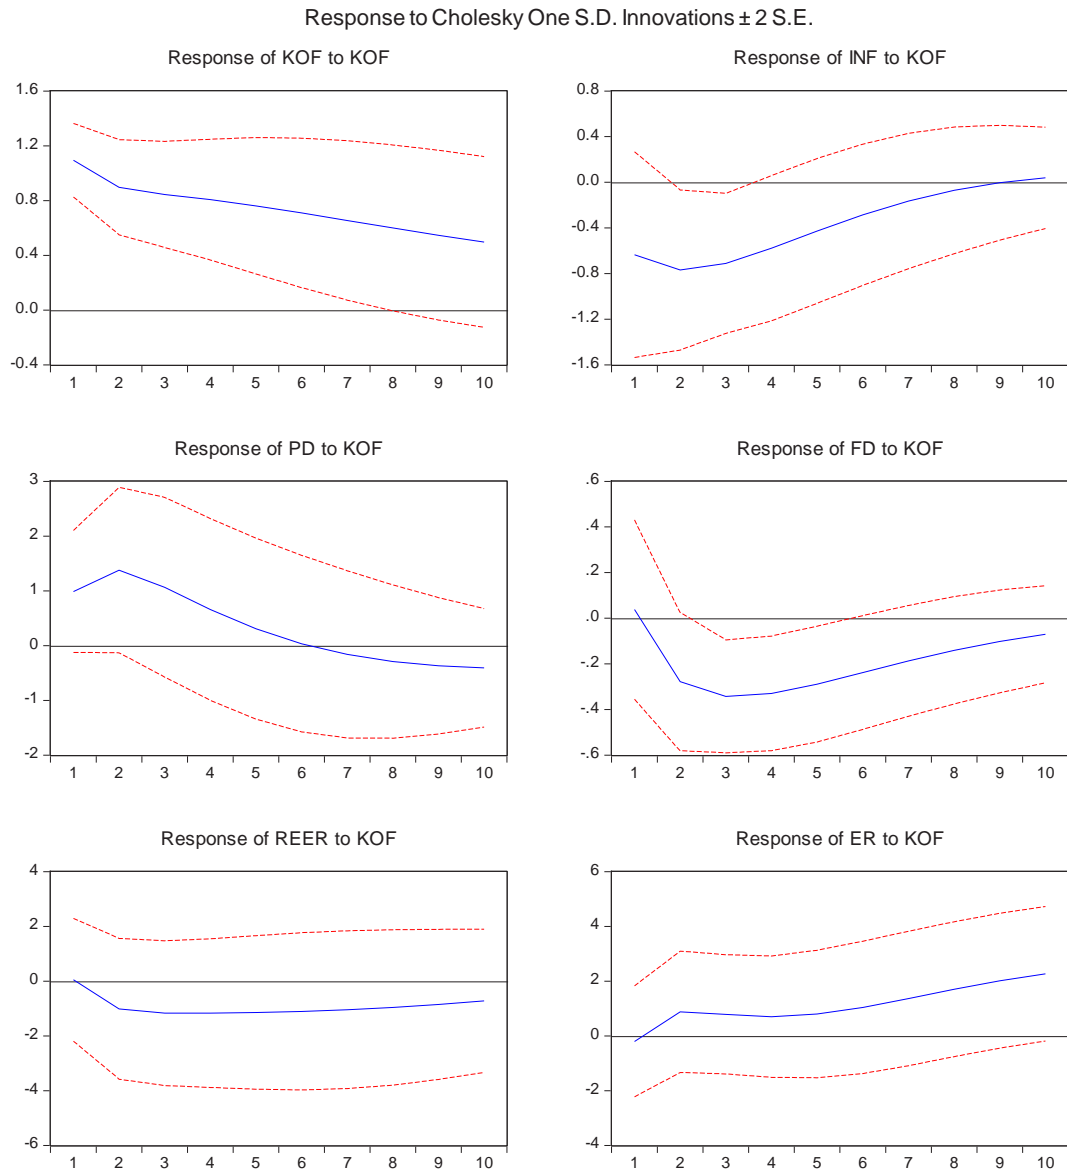 Response to Cholesky One S.D. Innovations ± 2 S.E.
Response of KOF to KOF
1.6
1.2
0.8
0.4
0.0
-0.4
1 2 3 4 5 6 7 8 9 10
Response of INF to KOF
0.8
0.4
0.0
-0.4
-0.8
-1.2
-1.6
1 2 3 4 5 6 7 8 9 10
Response of PD to KOF
3
2
1
0
-1
-2
1 2 3 4 5 6 7 8 9 10
Response of FD to KOF
.6
.4
.2
.0
-.2
-.4
-.6
1 2 3 4 5 6 7 8 9 10
Response of REER to KOF
4
2
0
-2
-4
-6
1 2 3 4 5 6 7 8 9 10
Response of ER to KOF
6
4
2
0
-2
-4
1 2 3 4 5 6 7 8 9 10